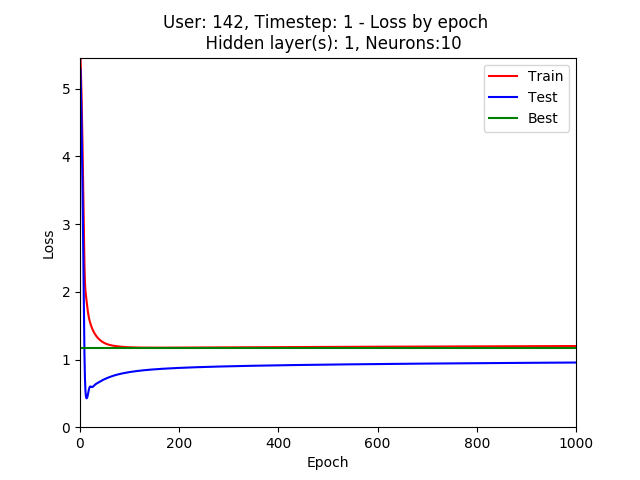 User: 142, Timestep: 1 - Loss by epoch
Hidden layer(s): 1, Neurons:10
Train
Test
Best
5
4
3
2
1
0
Loss
0
200
400
600
800
1000
Epoch